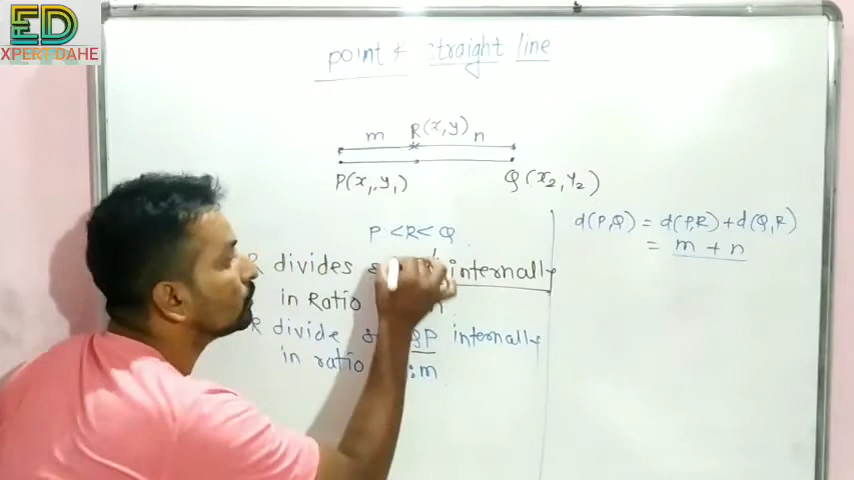 ED
XPERT DAHE
point & straight line
m R(x,y) n
P(x₁,y₁) Q(x₂,y₂)
P < R < Q
d(P,Q) = d(P,R) + d(Q,R)
= m + n
R divides internally
in Ratio n
R divide QP internally
in ratio :m